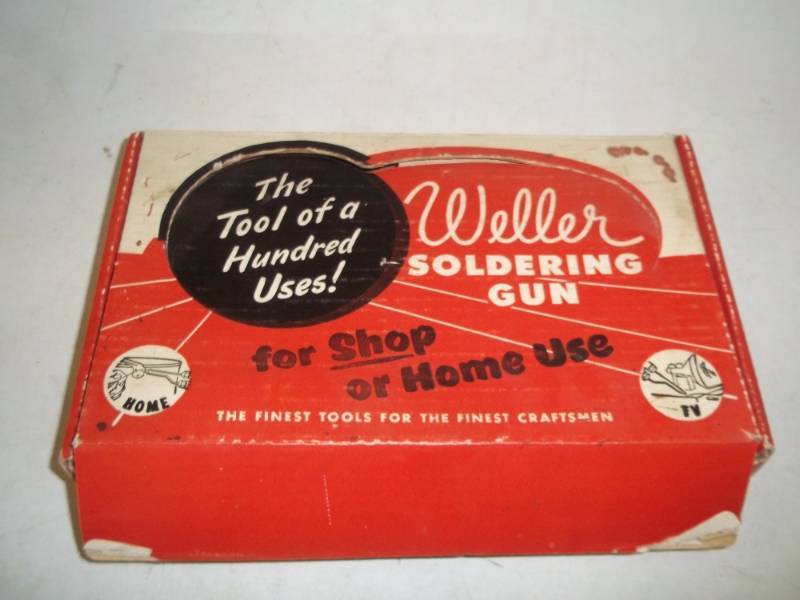 The
Tool of a
Hundred
Uses!
Weller
SOLDERING
GUN
for Shop
or Home Use
HOME
TV
THE FINEST TOOLS FOR THE FINEST CRAFTSMEN